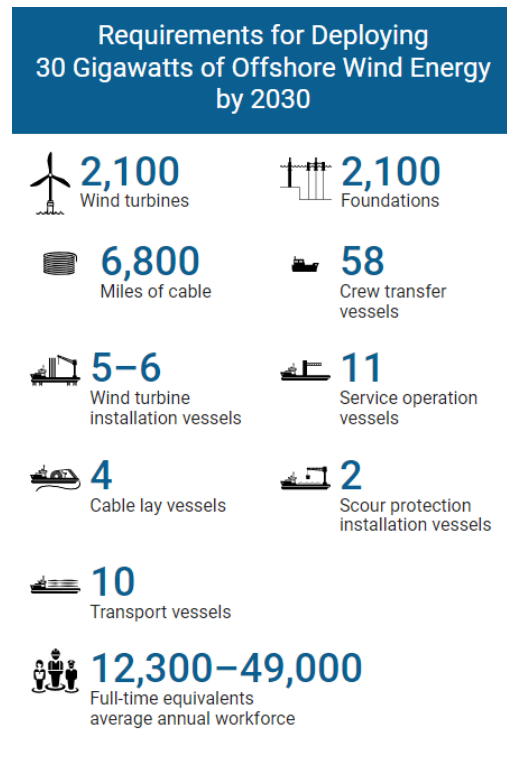 Requirements for Deploying
30 Gigawatts of Offshore Wind Energy
by 2030
2,100
Wind turbines
2,100
Foundations
6,800
Miles of cable
58
Crew transfer
vessels
5–6
Wind turbine
installation vessels
11
Service operation
vessels
4
Cable lay vessels
2
Scour protection
installation vessels
10
Transport vessels
12,300–49,000
Full-time equivalents
average annual workforce